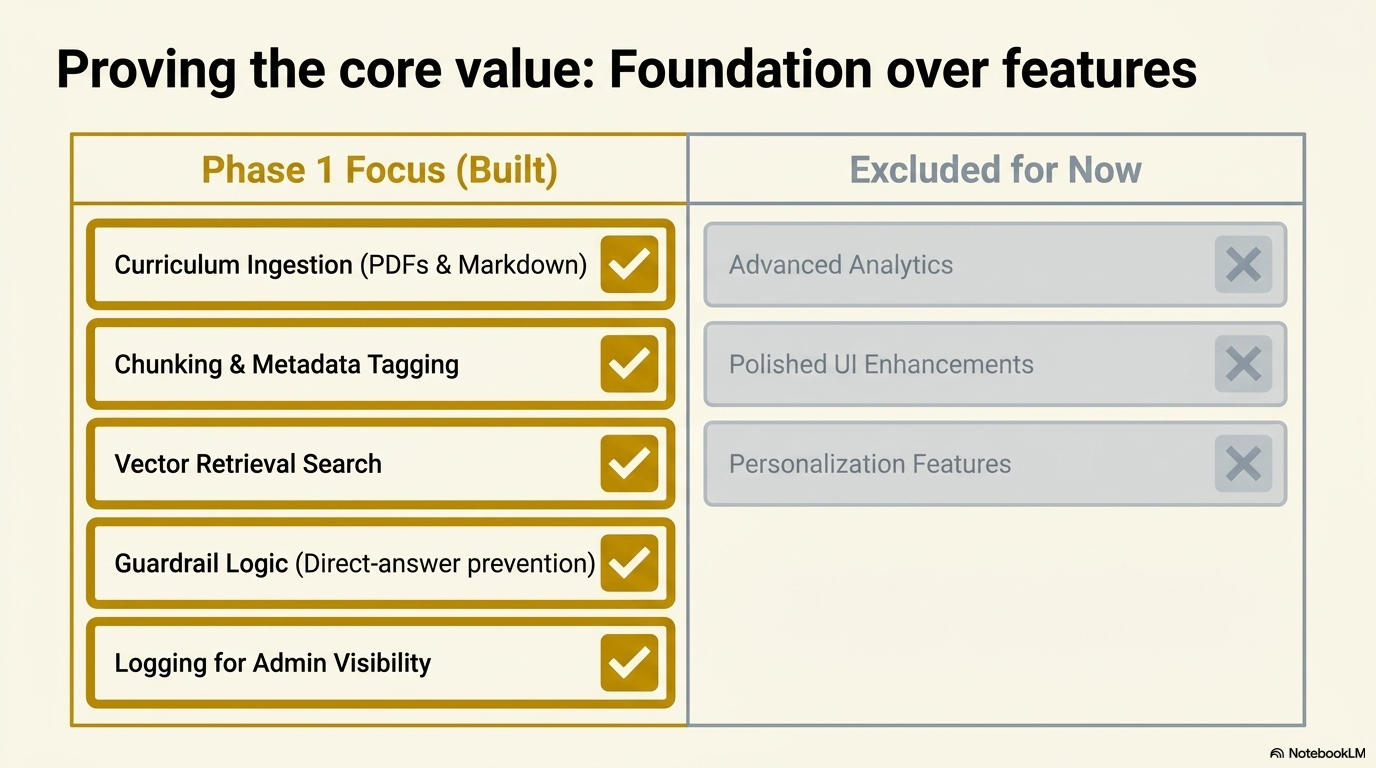 Proving the core value: Foundation over features
Phase 1 Focus (Built)
Curriculum Ingestion (PDFs & Markdown)
Chunking & Metadata Tagging
Vector Retrieval Search
Guardrail Logic (Direct-answer prevention)
Logging for Admin Visibility
Excluded for Now
Advanced Analytics
Polished UI Enhancements
Personalization Features
NotebookLM